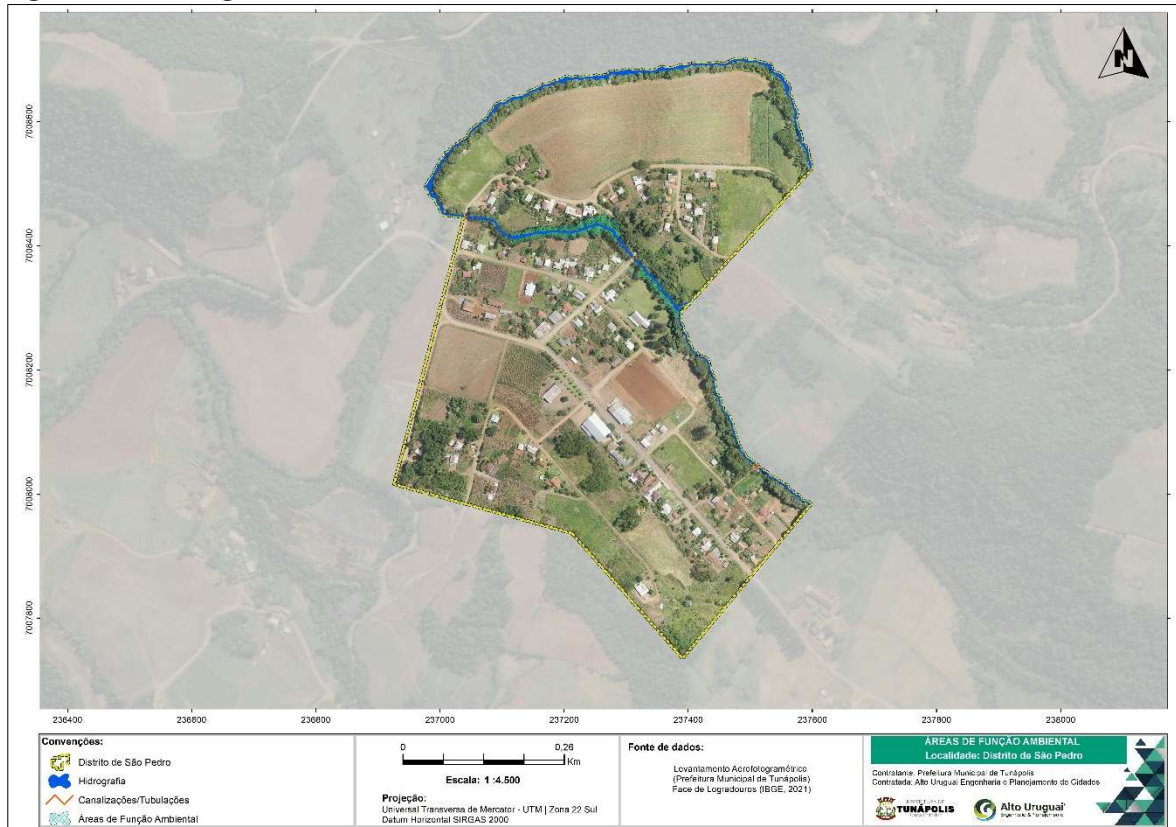 N
7008600
7008400
7008200
7008000
7007800
236400
236600
236800
237000
237200
237400
237600
237800
238000
Convenções:
Distrito de São Pedro
Hidrografia
Canalizações/Tubulações
Áreas de Função Ambiental
0
0,26
Km
Escala: 1 :4.500
Projeção:
Universal Transversa de Mercator - UTM | Zona 22 Sul
Datum Horizontal SIRGAS 2000
Fonte de dados:
Levantamento Aerofotogramétrico
(Prefeitura Municipal de Tunápolis)
Face de Logradouros (IBGE, 2021)
ÁREAS DE FUNÇÃO AMBIENTAL
Localidade: Distrito de São Pedro
Contratante: Prefeitura Municipal de Tunápolis
Contratada: Alto Uruguai Engenharia e Planejamento de Cidades
TUNÁPOLIS
Alto Uruguai
Engenharia & Planejamento